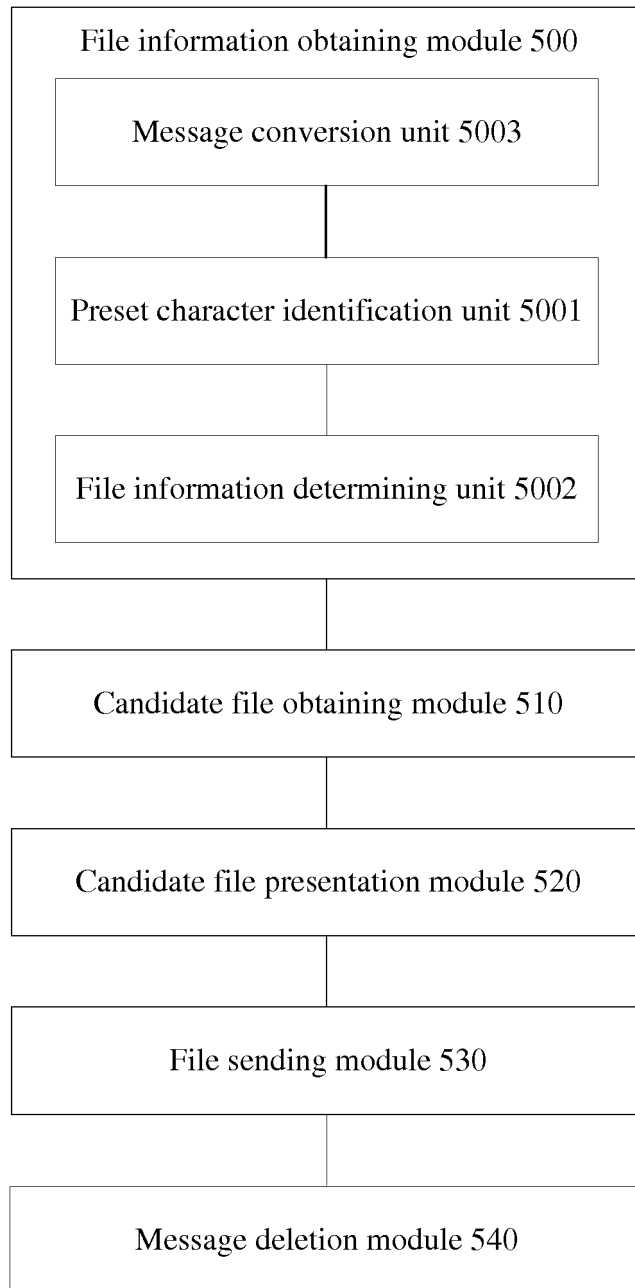 File information obtaining module 500
Message conversion unit 5003
Preset character identification unit 5001
File information determining unit 5002
Candidate file obtaining module 510
Candidate file presentation module 520
File sending module 530
Message deletion module 540